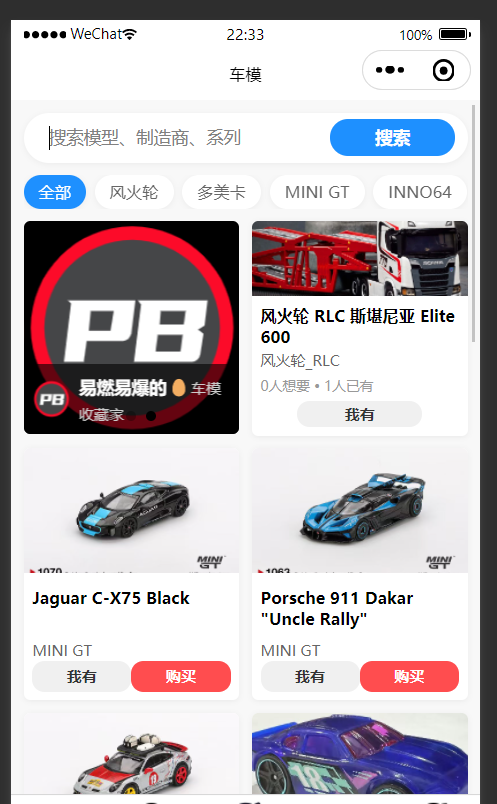 WeChat
22:33
100%
车模
搜索模型、制造商、系列
搜索
全部
风火轮
多美卡
MINI GT
INNO64
PB
PB
易燃易爆的🥚 车模
收藏家
风火轮 RLC 斯堪尼亚 Elite
600
风火轮_RLC
0人想要 • 1人已有
我有
MINI
GT
1079
Jaguar C-X75 Black
MINI GT
我有
购买
MINI
GT
1063
Porsche 911 Dakar
"Uncle Rally"
MINI GT
我有
购买
18